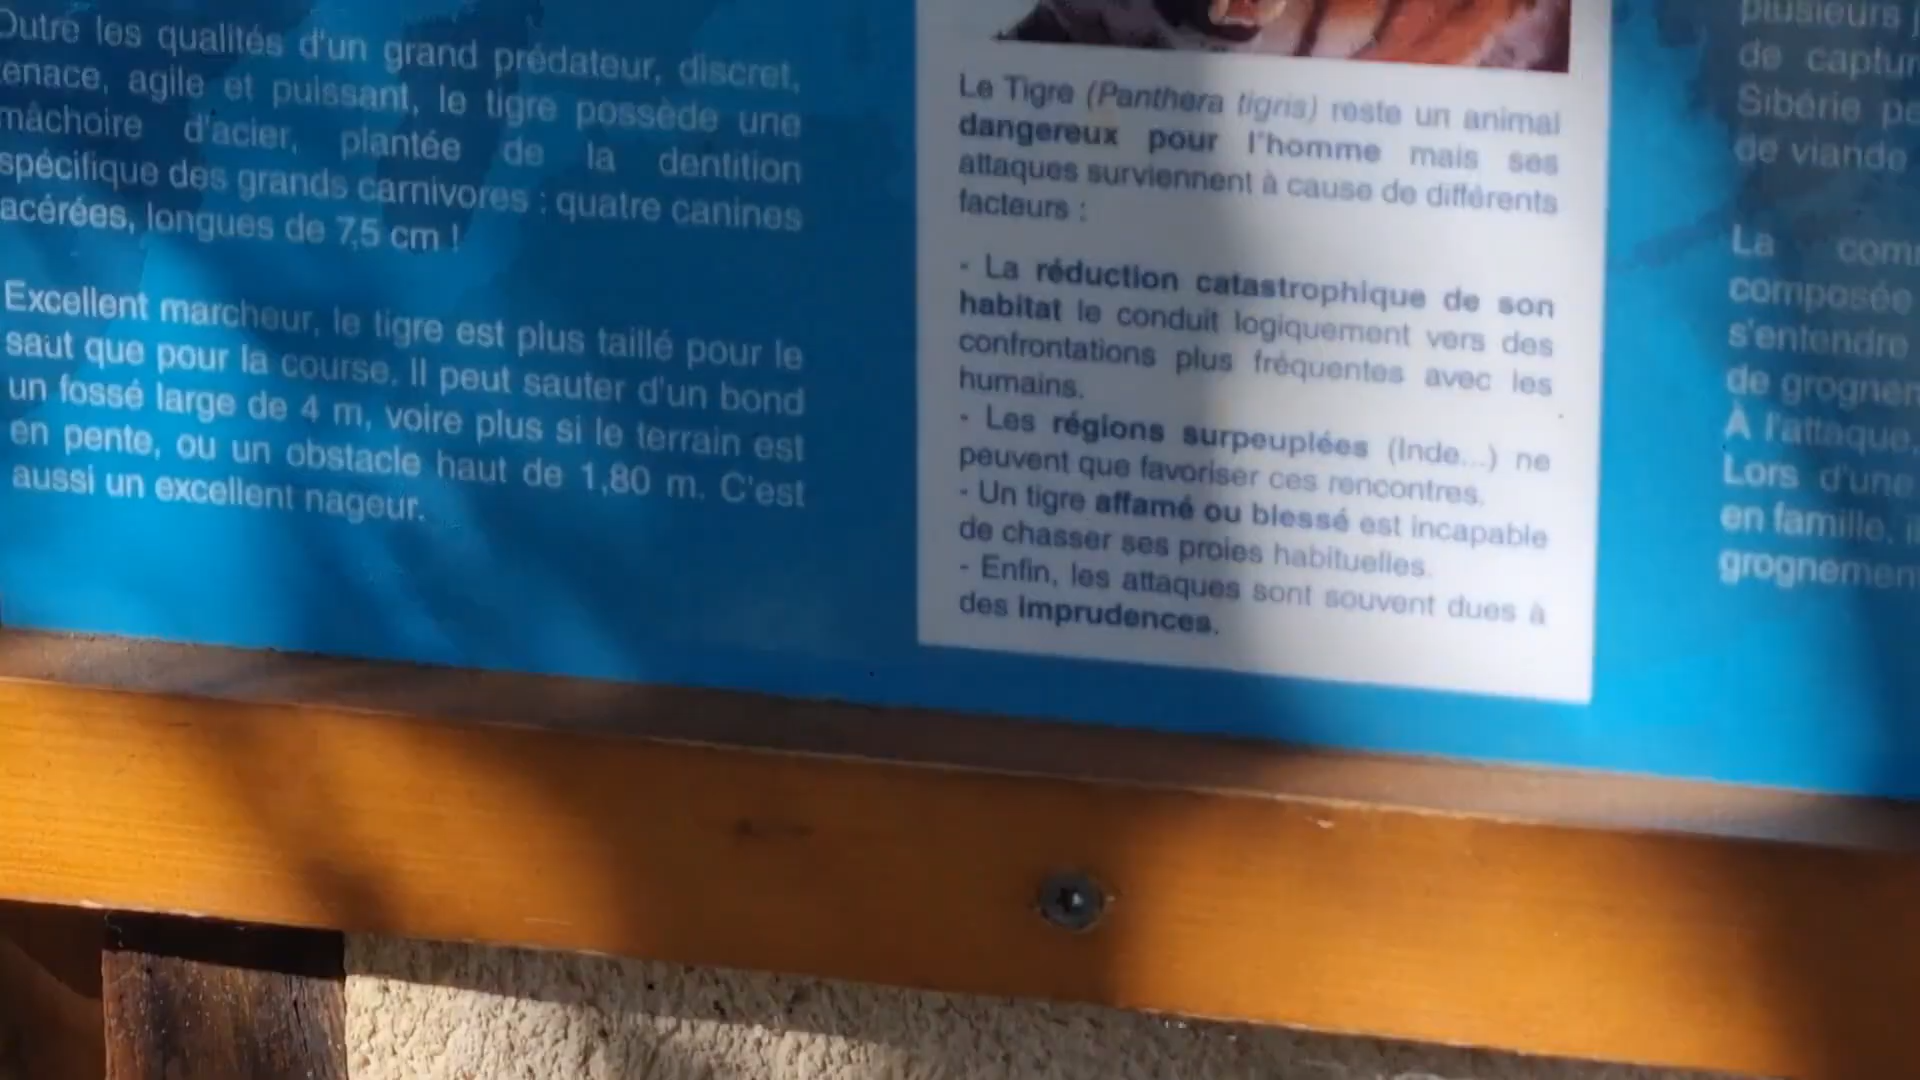 Outre les qualités d'un grand prédateur, discret,
tenace, agile et puissant, le tigre possède une
mâchoire d'acier, plantée de la dentition
spécifique des grands carnivores : quatre canines
acérées, longues de 7,5 cm !
Excellent marcheur, le tigre est plus taillé pour le
saut que pour la course. Il peut sauter d'un bond
un fossé large de 4 m, voire plus si le terrain est
en pente, ou un obstacle haut de 1,80 m. C'est
aussi un excellent nageur.
Le Tigre (Panthera tigris) reste un animal
dangereux pour l'homme mais ses
attaques surviennent à cause de différents
facteurs :
- La réduction catastrophique de son
habitat le conduit logiquement vers des
confrontations plus fréquentes avec les
humains.
- Les régions surpeuplées (Inde...) ne
peuvent que favoriser ces rencontres.
- Un tigre affamé ou blessé est incapable
de chasser ses proies habituelles.
- Enfin, les attaques sont souvent dues à
des imprudences.
plusieurs
de
Sibérie
de viande
La
composée
s'entendre
de
À l'attaque,
Lors d'une
en famille,